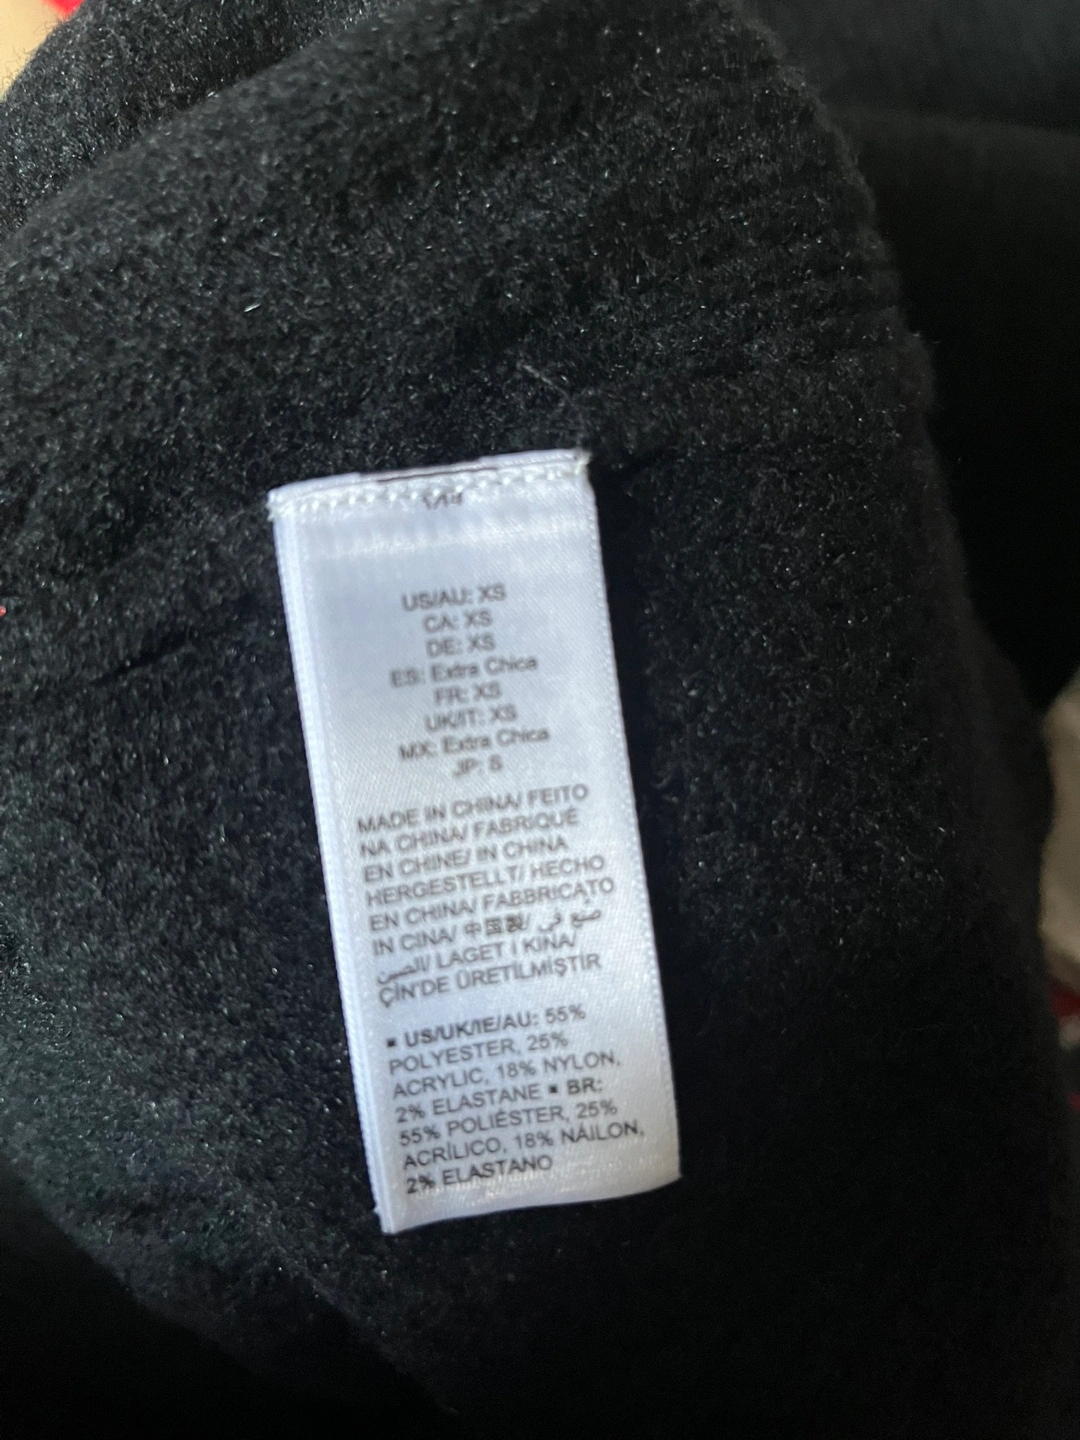 US/AU: XS
CA: XS
DE: XS
ES: Extra Chica
FR: XS
UK/IT: XS
MX: Extra Chica
JP: S
MADE IN CHINA/ FEITO
NA CHINA/ FABRIQUÉ
EN CHINE/ IN CHINA
HERGESTELLT/ HECHO
EN CHINA/ FABBRICATO
IN CINA/ 中国製/ صنع في
الصين/ LAGET I KINA/
ÇİN'DE ÜRETİLMİŞTİR
▪ US/UK/IE/AU: 55%
POLYESTER, 25%
ACRYLIC, 18% NYLON,
2% ELASTANE ▪ BR:
55% POLIÉSTER, 25%
ACRÍLICO, 18% NÁILON,
2% ELASTANO